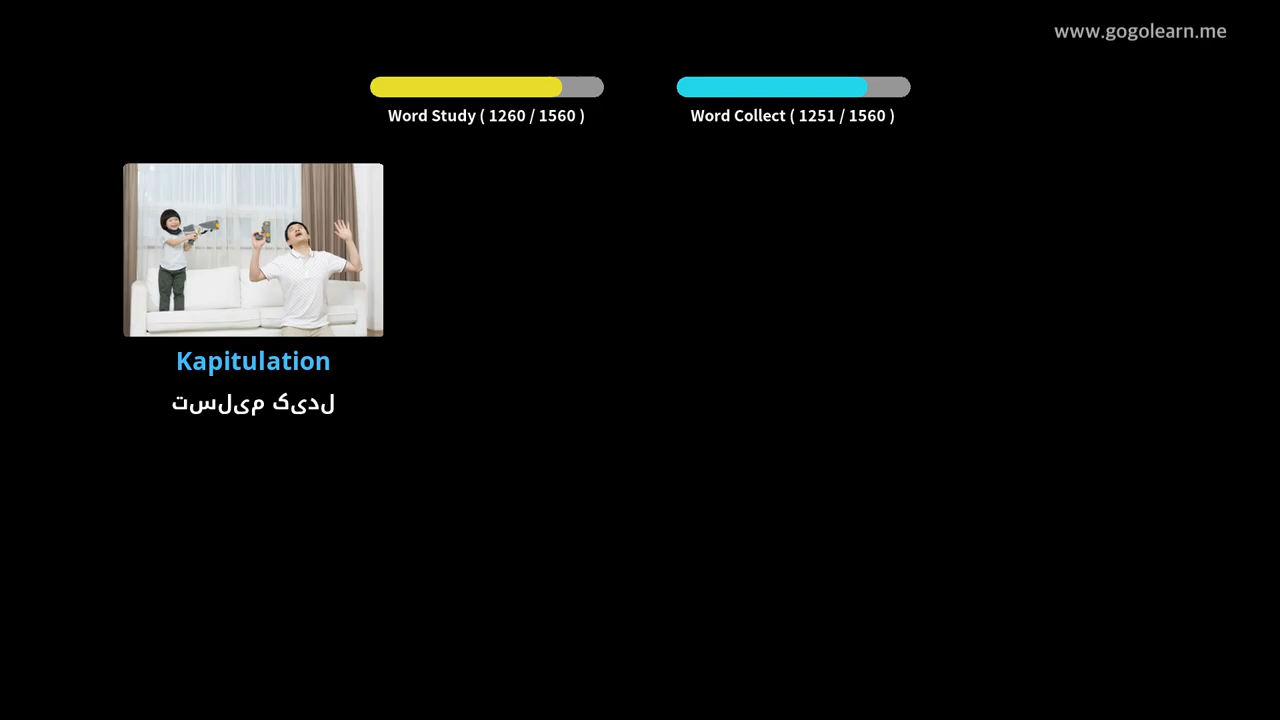 www.gogolearn.me
Word Study ( 1260 / 1560 )
Word Collect ( 1251 / 1560 )
Kapitulation
تسلیم کیدل